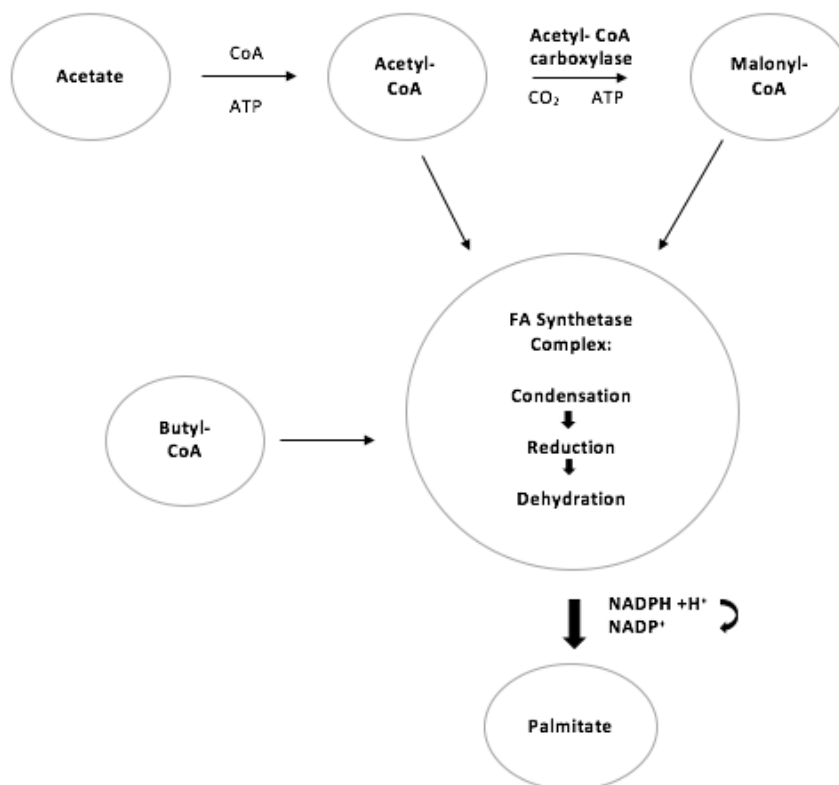 Acetate
CoA
ATP
Acetyl-
CoA
Acetyl- CoA
carboxylase
CO₂ ATP
Malonyl-
CoA
FA Synthetase
Complex:
Condensation
Reduction
Dehydration
Butyl-
CoA
NADPH +H⁺
NADP⁺
Palmitate